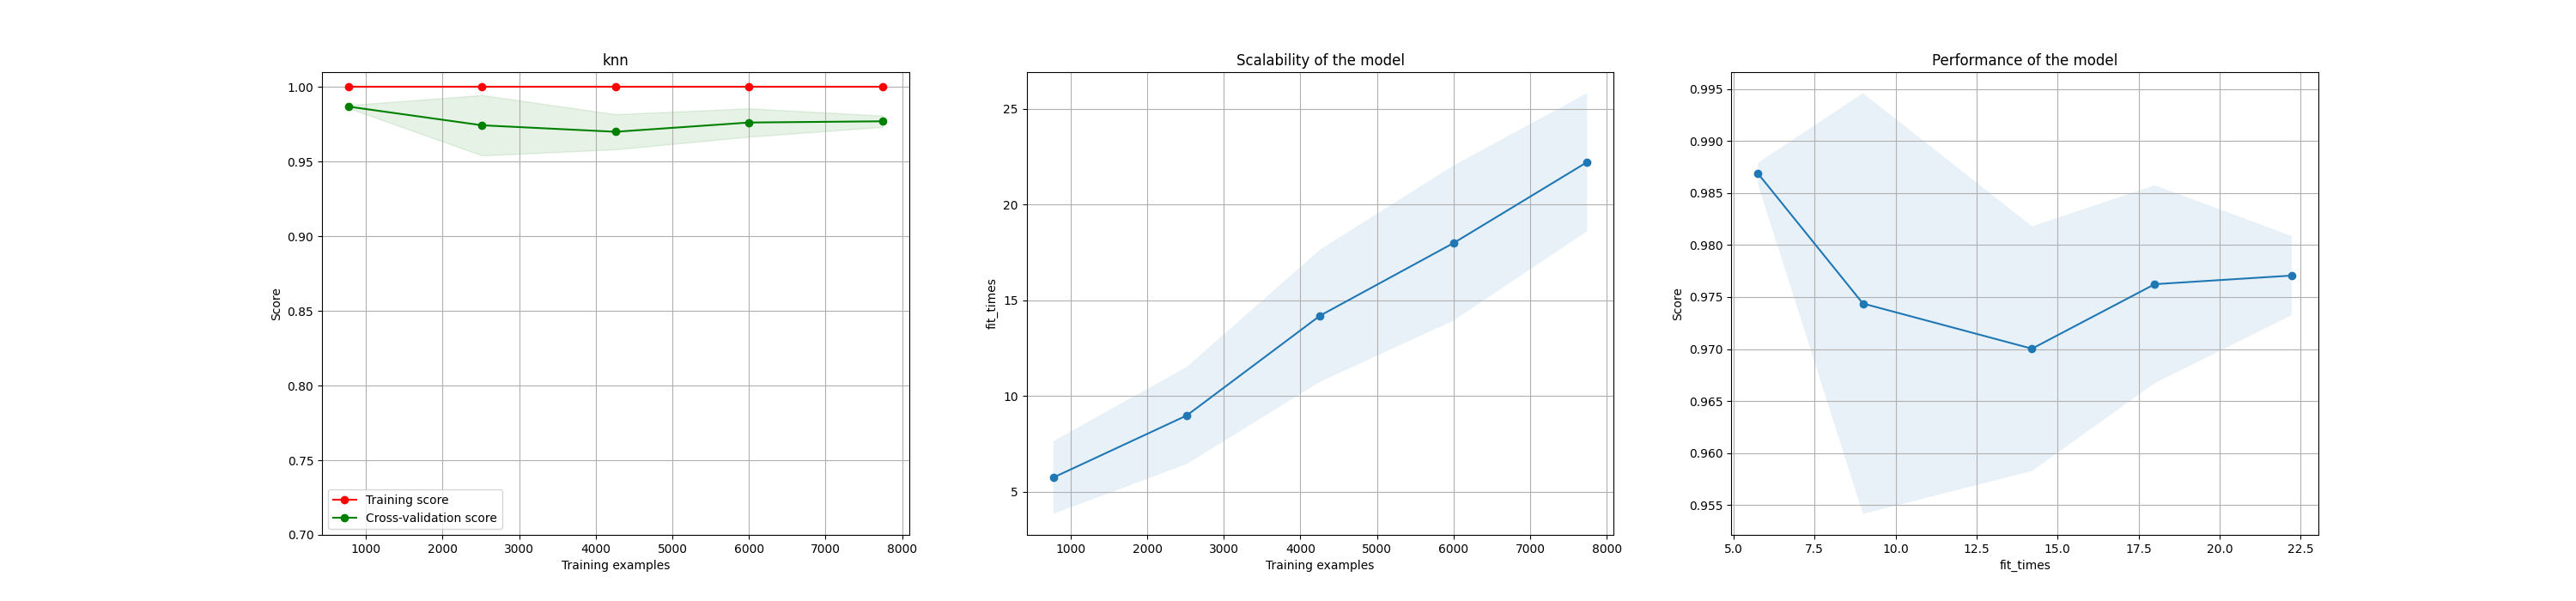 knn
1.00
0.95
0.90
0.85
0.80
0.75
0.70
Score
Training score
Cross-validation score
1000 2000 3000 4000 5000 6000 7000 8000
Training examples
Scalability of the model
25
20
15
10
5
fit_times
1000 2000 3000 4000 5000 6000 7000 8000
Training examples
Performance of the model
0.995
0.990
0.985
0.980
0.975
0.970
0.965
0.960
0.955
Score
5.0 7.5 10.0 12.5 15.0 17.5 20.0 22.5
fit_times